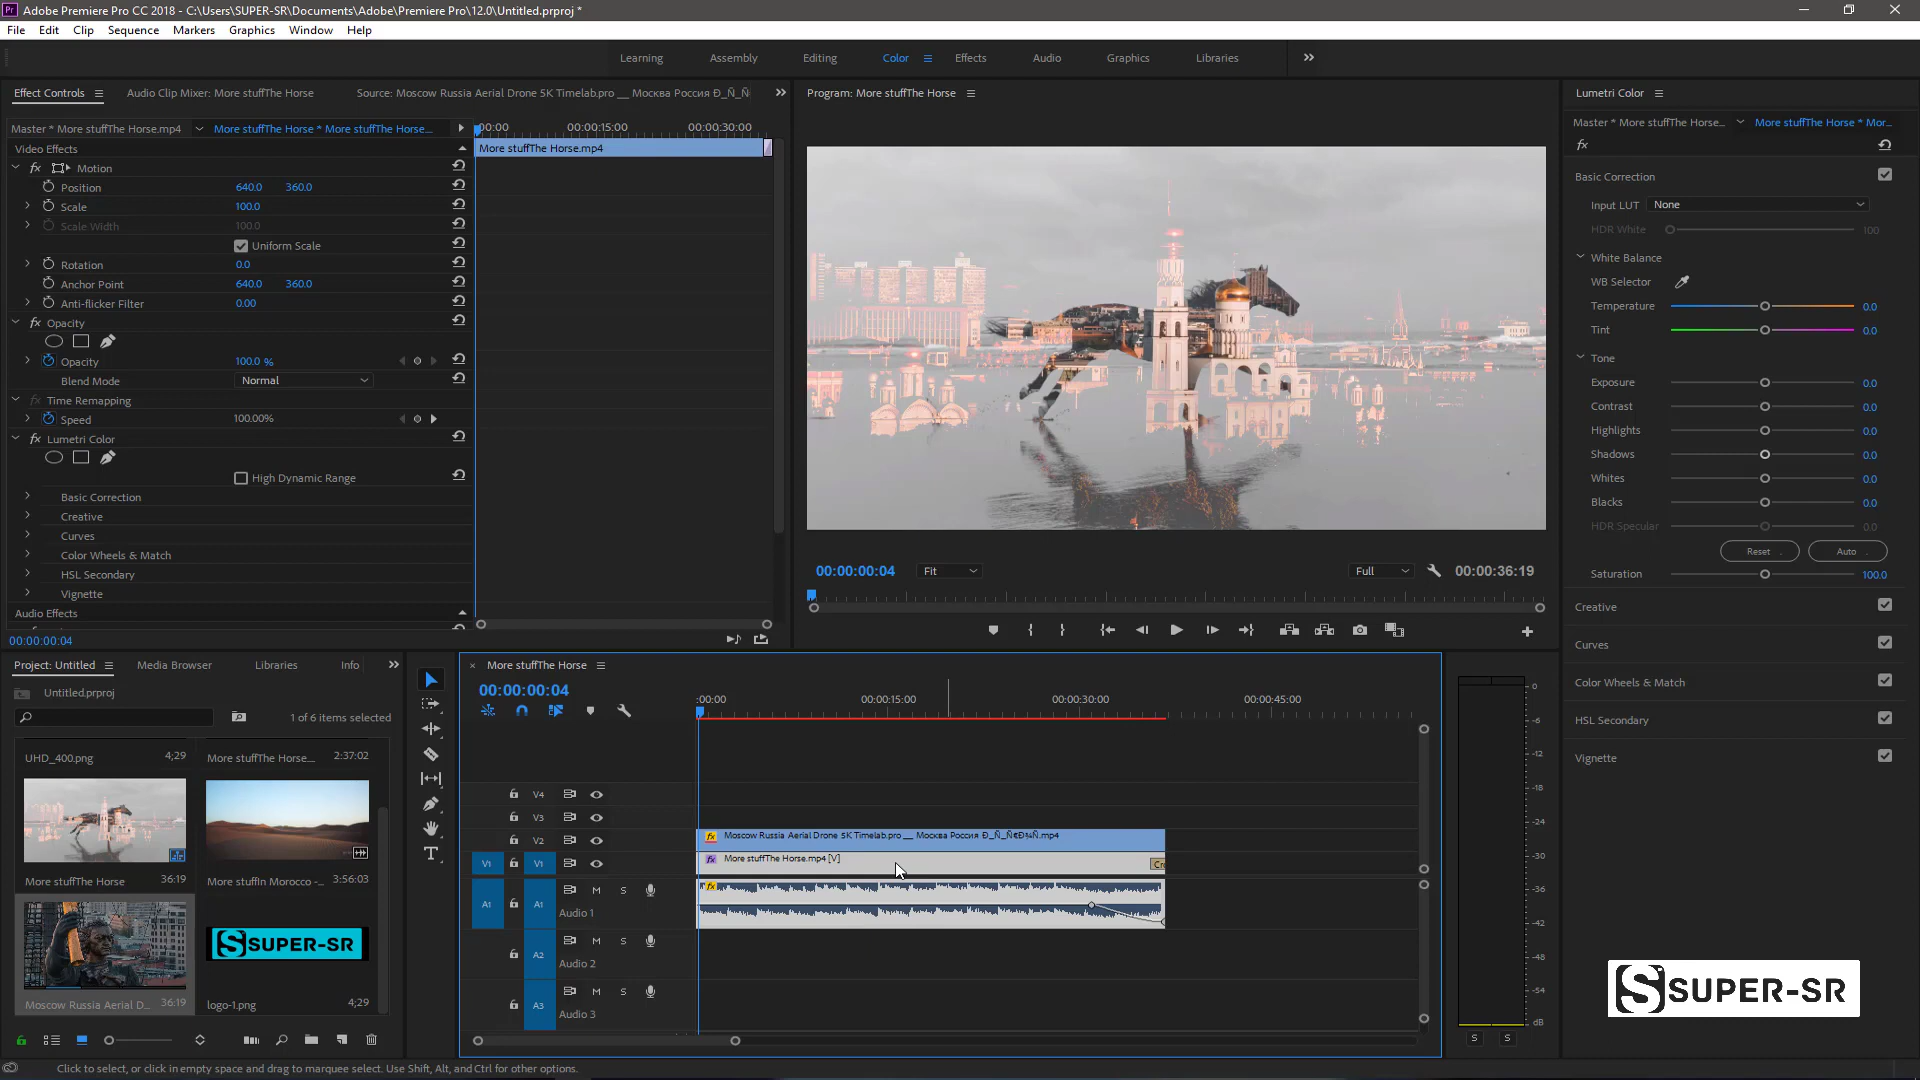 Adobe Premiere Pro CC 2018 - C:\Users\SUPER-SR\Documents\Adobe\Premiere Pro\12.0\Untitled.prproj *
File Edit Clip Sequence Markers Graphics Window Help
Learning Assembly Editing Color Effects Audio Graphics Libraries
Effect Controls Audio Clip Mixer: More stuffThe Horse Source: Moscow Russia Aerial Drone 5K Timelab.pro __ Москва Россия Ð_Ñ_Ñ
Master * More stuffThe Horse.mp4 More stuffThe Horse * More stuffThe Horse...
:00:00 00:00:15:00 00:00:30:00
Video Effects
More stuffThe Horse.mp4
fx Motion
Position 640.0 360.0
Scale 100.0
Scale Width 100.0
Uniform Scale
Rotation 0.0
Anchor Point 640.0 360.0
Anti-flicker Filter 0.00
fx Opacity
Opacity 100.0 %
Blend Mode Normal
fx Time Remapping
Speed 100.00%
fx Lumetri Color
High Dynamic Range
Basic Correction
Creative
Curves
Color Wheels & Match
HSL Secondary
Vignette
Audio Effects
00:00:00:04
Program: More stuffThe Horse
00:00:00:04 Fit Full 00:00:36:19
Lumetri Color
Master * More stuffThe Horse... More stuffThe Horse * Mor...
fx
Basic Correction
Input LUT None
HDR White 100
White Balance
WB Selector
Temperature 0.0
Tint 0.0
Tone
Exposure 0.0
Contrast 0.0
Highlights 0.0
Shadows 0.0
Whites 0.0
Blacks 0.0
HDR Specular 0.0
Reset Auto
Saturation 100.0
Creative
Curves
Color Wheels & Match
HSL Secondary
Vignette
Project: Untitled Media Browser Libraries Info
Untitled.prproj
1 of 6 items selected
UHD_400.png 4;29
More stuffThe Horse... 2:37:02
More stuffThe Horse 36:19
More stuffIn Morocco -... 3:56:03
SUPER-SR
Moscow Russia Aerial D... 36:19
logo-1.png 4;29
More stuffThe Horse
00:00:00:04
:00:00 00:00:15:00 00:00:30:00 00:00:45:00
V4
V3
V2 fx Moscow Russia Aerial Drone 5K Timelab.pro __ Москва Россия Ð_Ñ_Ñ€Ð¾Ñ.mp4
V1 V1 fx More stuffThe Horse.mp4 [V] Cr
A1 A1 M S fx
Audio 1
A2 M S
Audio 2
A3 M S
Audio 3
0
-6
-12
-18
-24
-30
-36
-42
-48
-54
dB
S S
SUPER-SR
Click to select, or click in empty space and drag to marquee select. Use Shift, Alt, and Ctrl for other options.